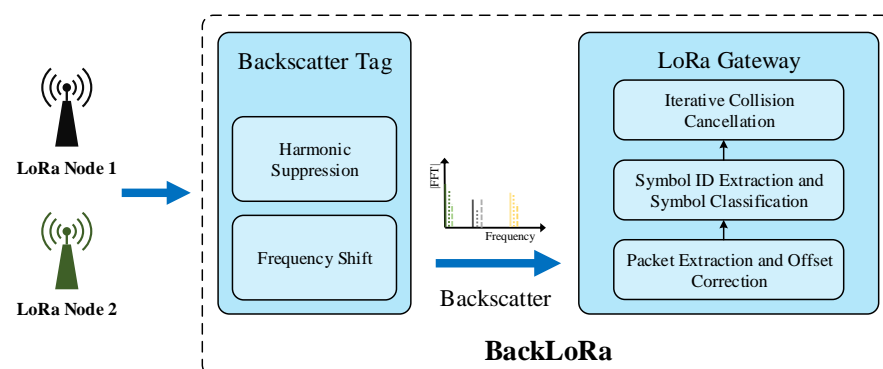 LoRa Node 1
LoRa Node 2
Backscatter Tag
Harmonic
Suppression
Frequency Shift
|FFT|
Frequency
Backscatter
LoRa Gateway
Iterative Collision
Cancellation
Symbol ID Extraction and
Symbol Classification
Packet Extraction and Offset
Correction
BackLoRa